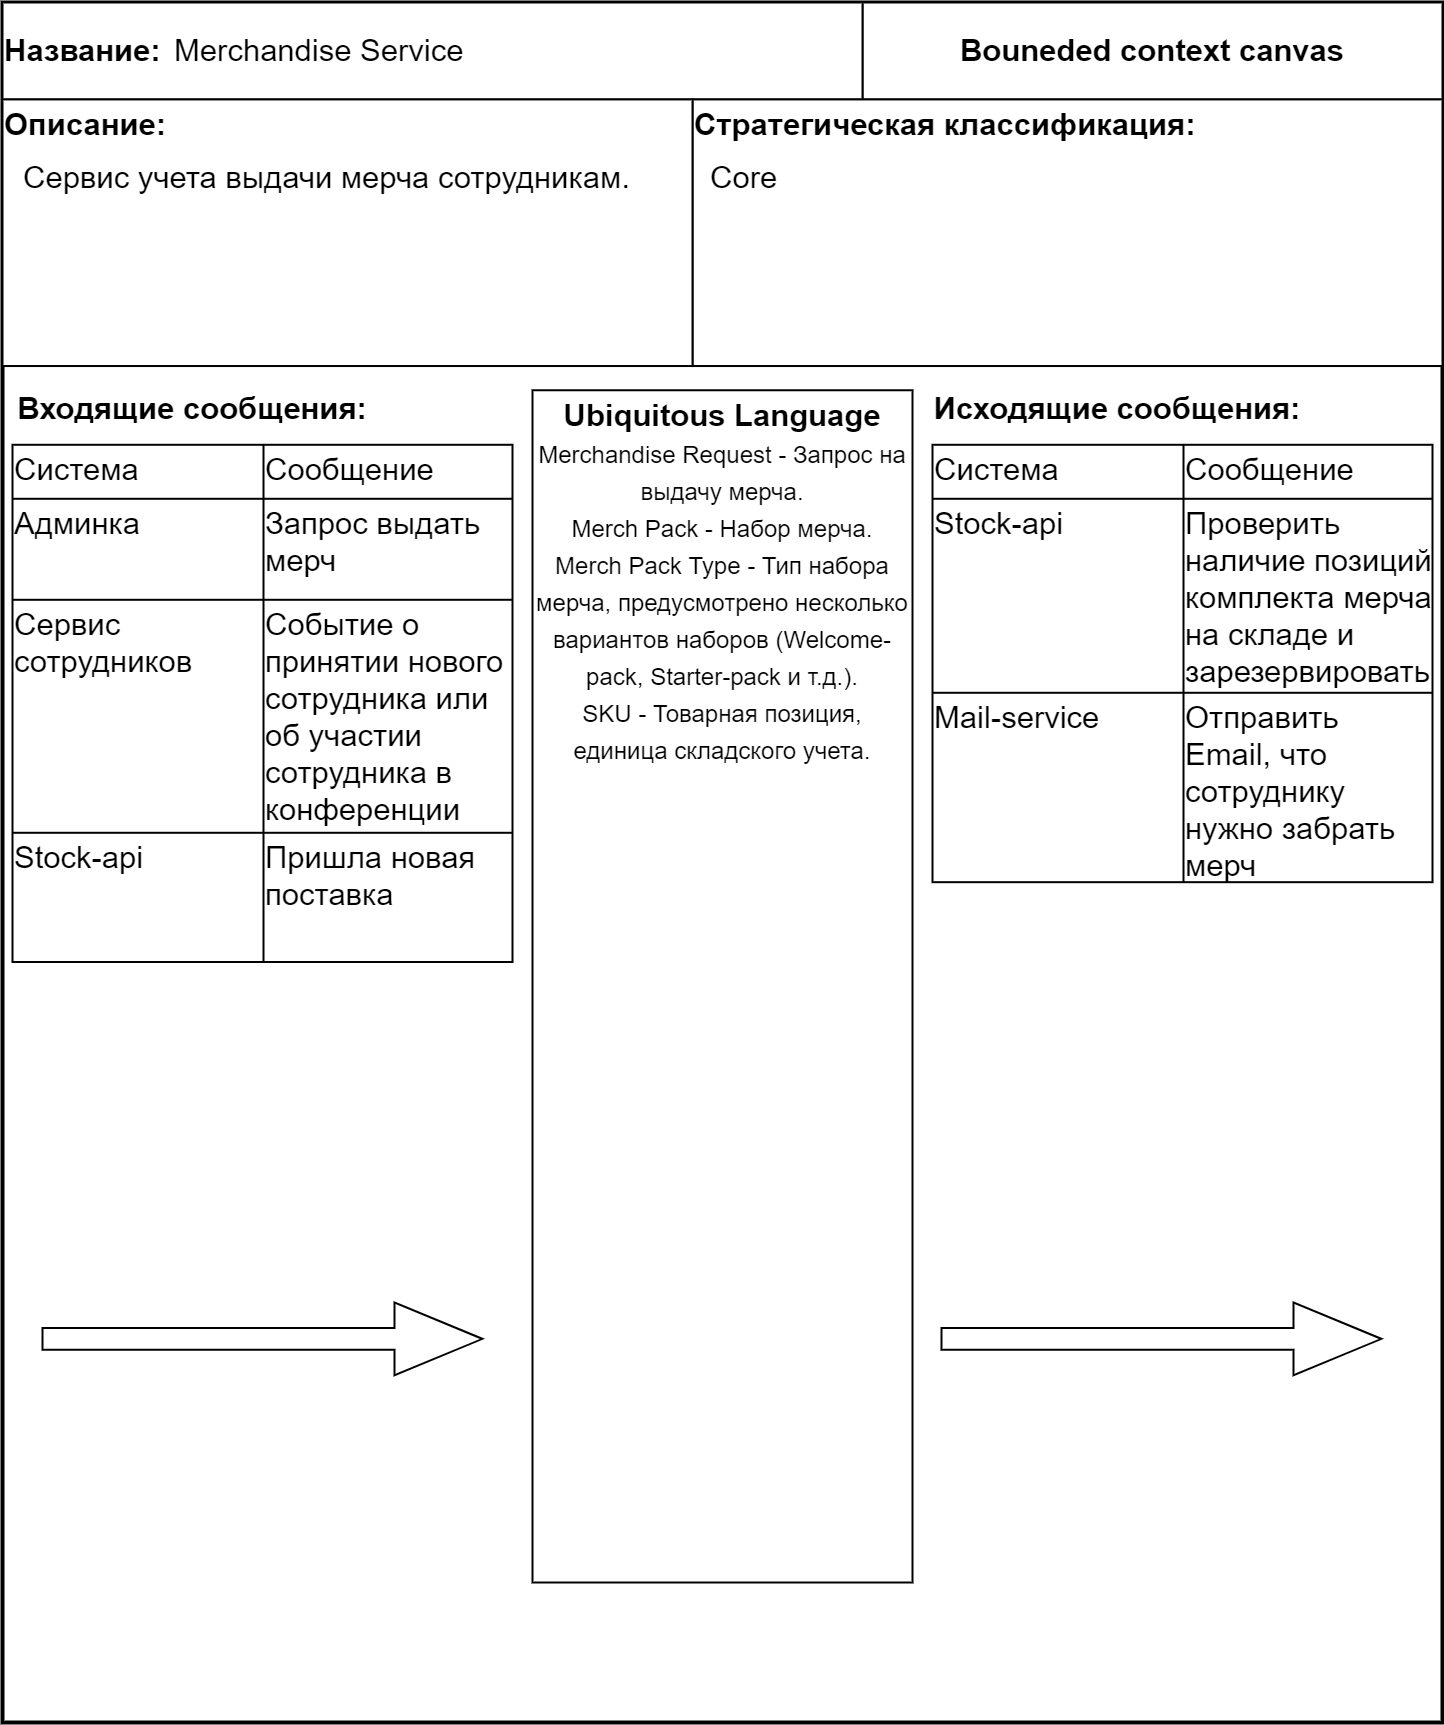 Название: Merchandise Service
Bouneded context canvas
Описание:
Сервис учета выдачи мерча сотрудникам.
Стратегическая классификация:
Core
Входящие сообщения:
Система
Сообщение
Админка
Запрос выдать
мерч
Сервис
сотрудников
Событие о
принятии нового
сотрудника или
об участии
сотрудника в
конференции
Stock-api
Пришла новая
поставка
Ubiquitous Language
Merchandise Request - Запрос на
выдачу мерча.
Merch Pack - Набор мерча.
Merch Pack Type - Тип набора
мерча, предусмотрено несколько
вариантов наборов (Welcome-
pack, Starter-pack и т.д.).
SKU - Товарная позиция,
единица складского учета.
Исходящие сообщения:
Система
Сообщение
Stock-api
Проверить
наличие позиций
комплекта мерча
на складе и
зарезервировать
Mail-service
Отправить
Email, что
сотруднику
нужно забрать
мерч